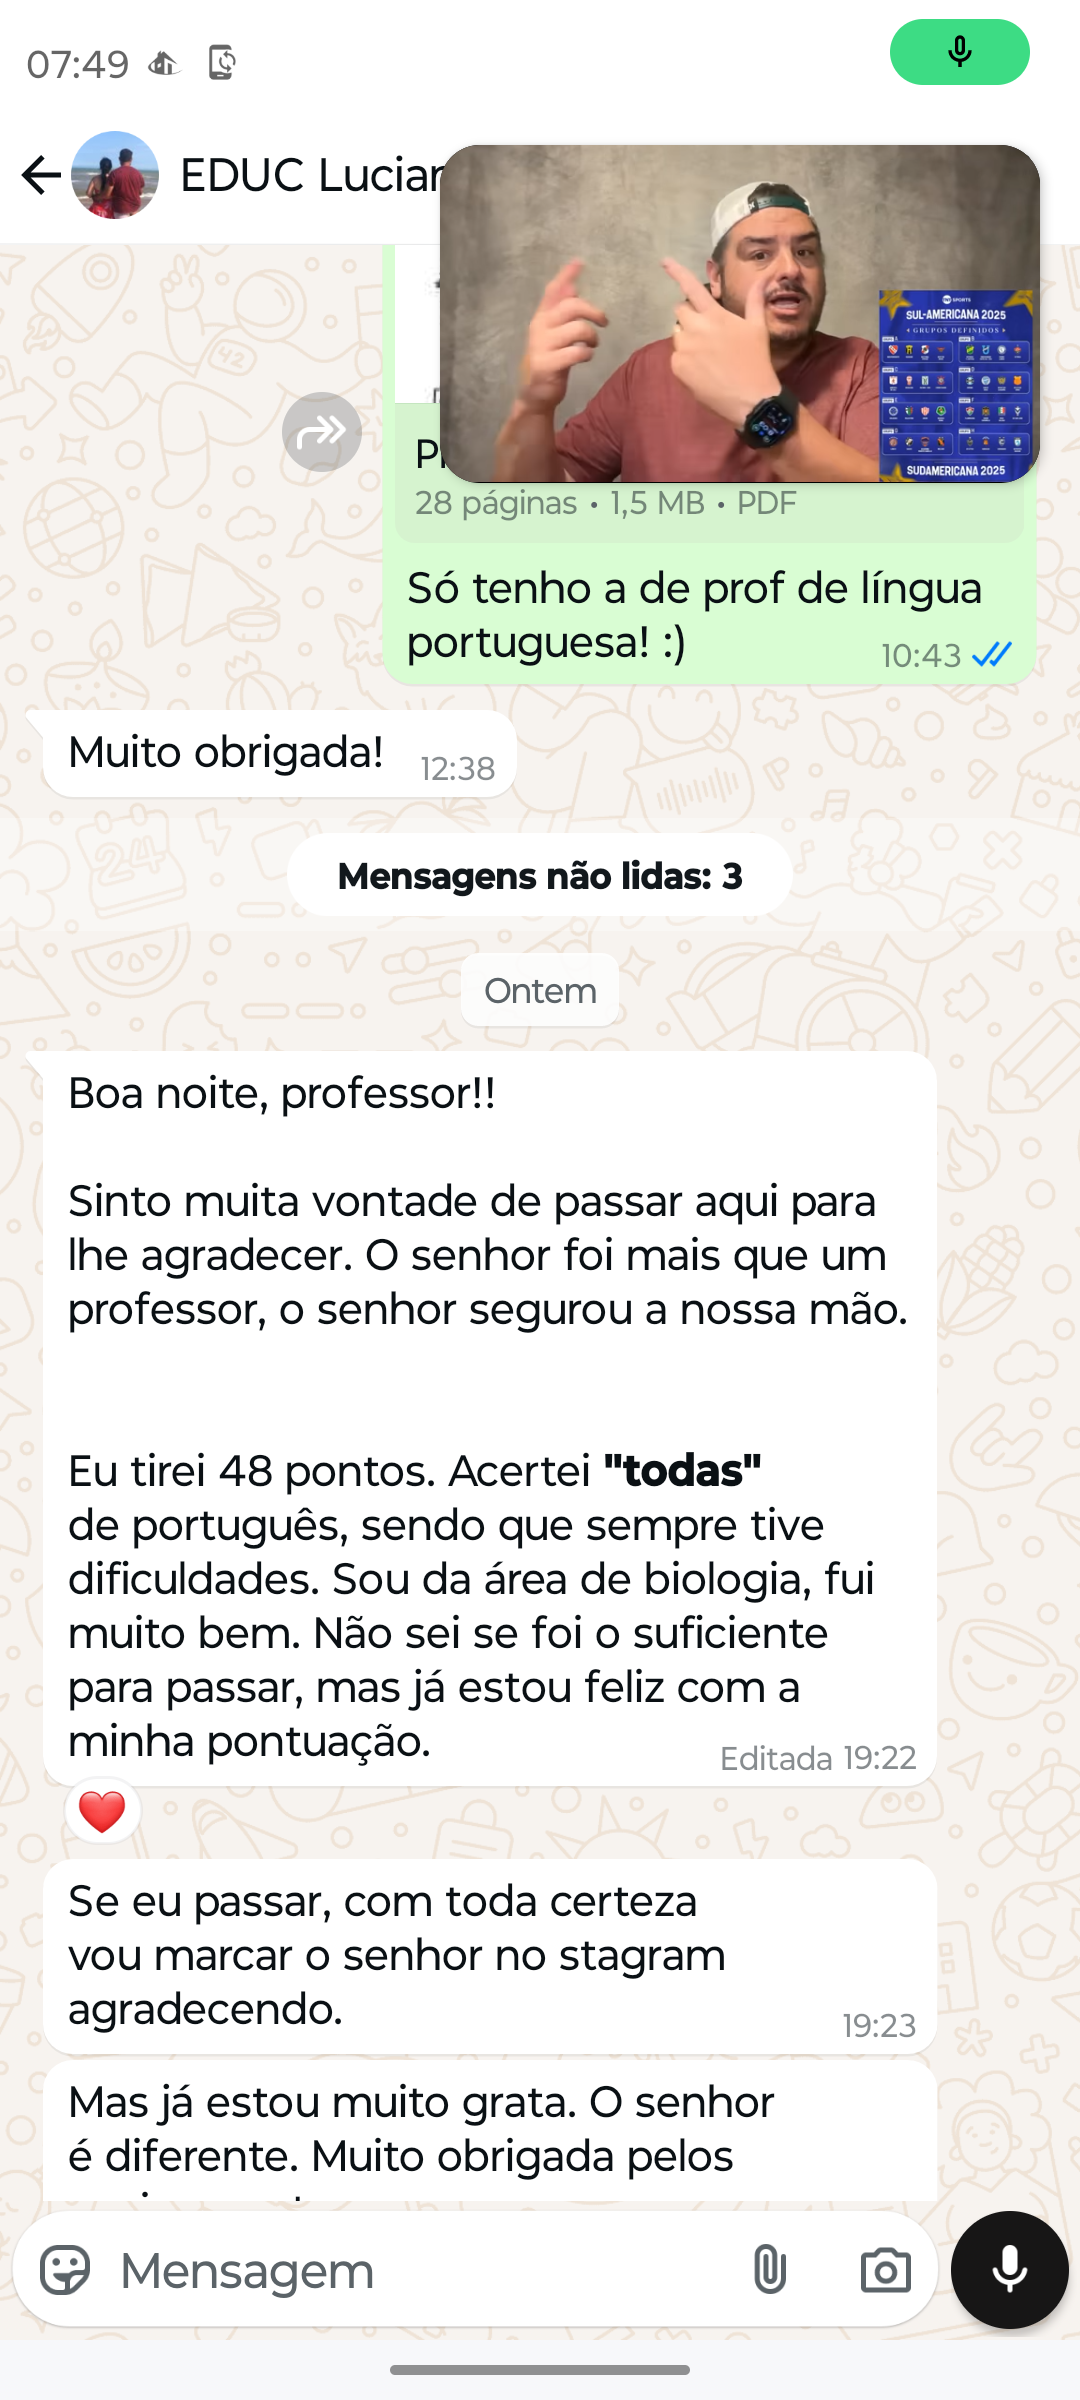 07:49
EDUC
SPORTS
SUL-AMERICANA 2025
GRUPOS DEFINIDOS
SUDAMERICANA 2025
28 páginas • 1,5 MB • PDF
Só tenho a de prof de língua
portuguesa! :)
10:43
Muito obrigada!
12:38
Mensagens não lidas: 3
Ontem
Boa noite, professor!!
Sinto muita vontade de passar aqui para
lhe agradecer. O senhor foi mais que um
professor, o senhor segurou a nossa mão.
Eu tirei 48 pontos. Acertei "todas"
de português, sendo que sempre tive
dificuldades. Sou da área de biologia, fui
muito bem. Não sei se foi o suficiente
para passar, mas já estou feliz com a
minha pontuação.
Editada 19:22
Se eu passar, com toda certeza
vou marcar o senhor no stagram
agradecendo.
19:23
Mas já estou muito grata. O senhor
é diferente. Muito obrigada pelos
Mensagem